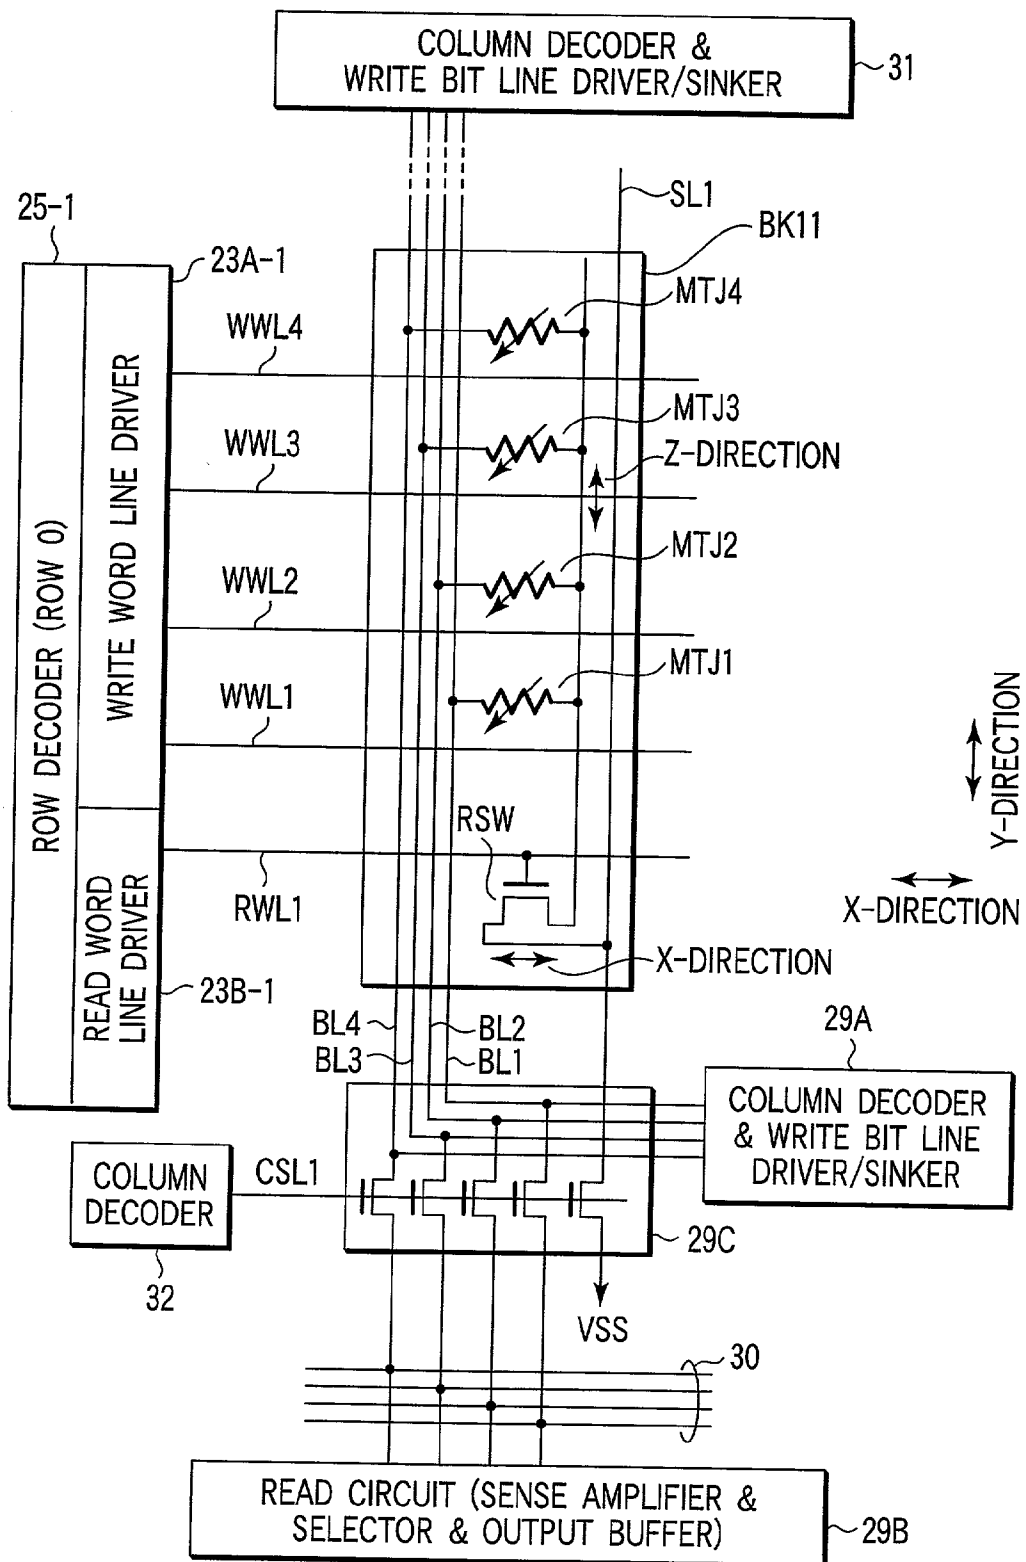 COLUMN DECODER &
WRITE BIT LINE DRIVER/SINKER
31
SL1
25-1
BK11
23A-1
MTJ4
WWL4
MTJ3
WWL3
Z-DIRECTION
ROW DECODER (ROW 0)
WRITE WORD LINE DRIVER
MTJ2
WWL2
MTJ1
WWL1
Y-DIRECTION
RSW
READ WORD
LINE DRIVER
RWL1
X-DIRECTION
X-DIRECTION
23B-1
BL4
BL2
29A
BL3
BL1
COLUMN DECODER
& WRITE BIT LINE
DRIVER/SINKER
COLUMN
DECODER
CSL1
29C
32
VSS
30
READ CIRCUIT (SENSE AMPLIFIER &
SELECTOR & OUTPUT BUFFER)
29B